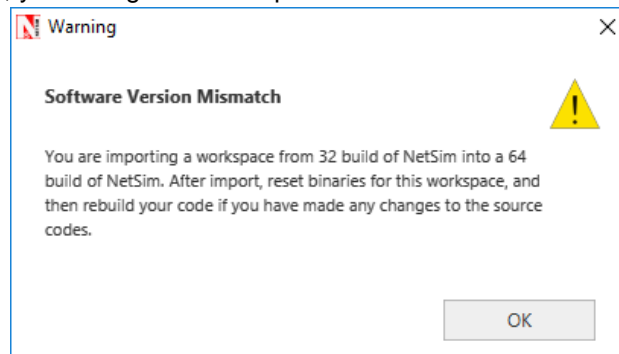 Warning
Software Version Mismatch
You are importing a workspace from 32 build of NetSim into a 64
build of NetSim. After import, reset binaries for this workspace, and
then rebuild your code if you have made any changes to the source
codes.
OK